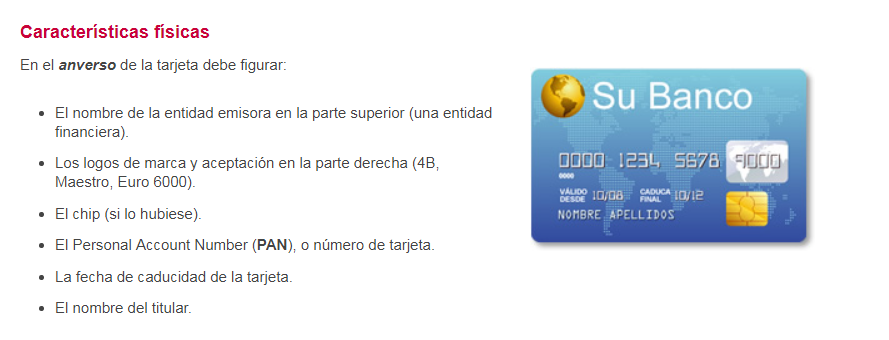 Características físicas
En el anverso de la tarjeta debe figurar:
El nombre de la entidad emisora en la parte superior (una entidad
financiera).
Los logos de marca y aceptación en la parte derecha (4B,
Maestro, Euro 6000).
El chip (si lo hubiese).
El Personal Account Number (PAN), o número de tarjeta.
La fecha de caducidad de la tarjeta.
El nombre del titular.
Su Banco
0000 1234 5678 9000
0000
VÁLIDO DESDE 10/08 CADUCA FINAL 10/12
NOMBRE APELLIDOS